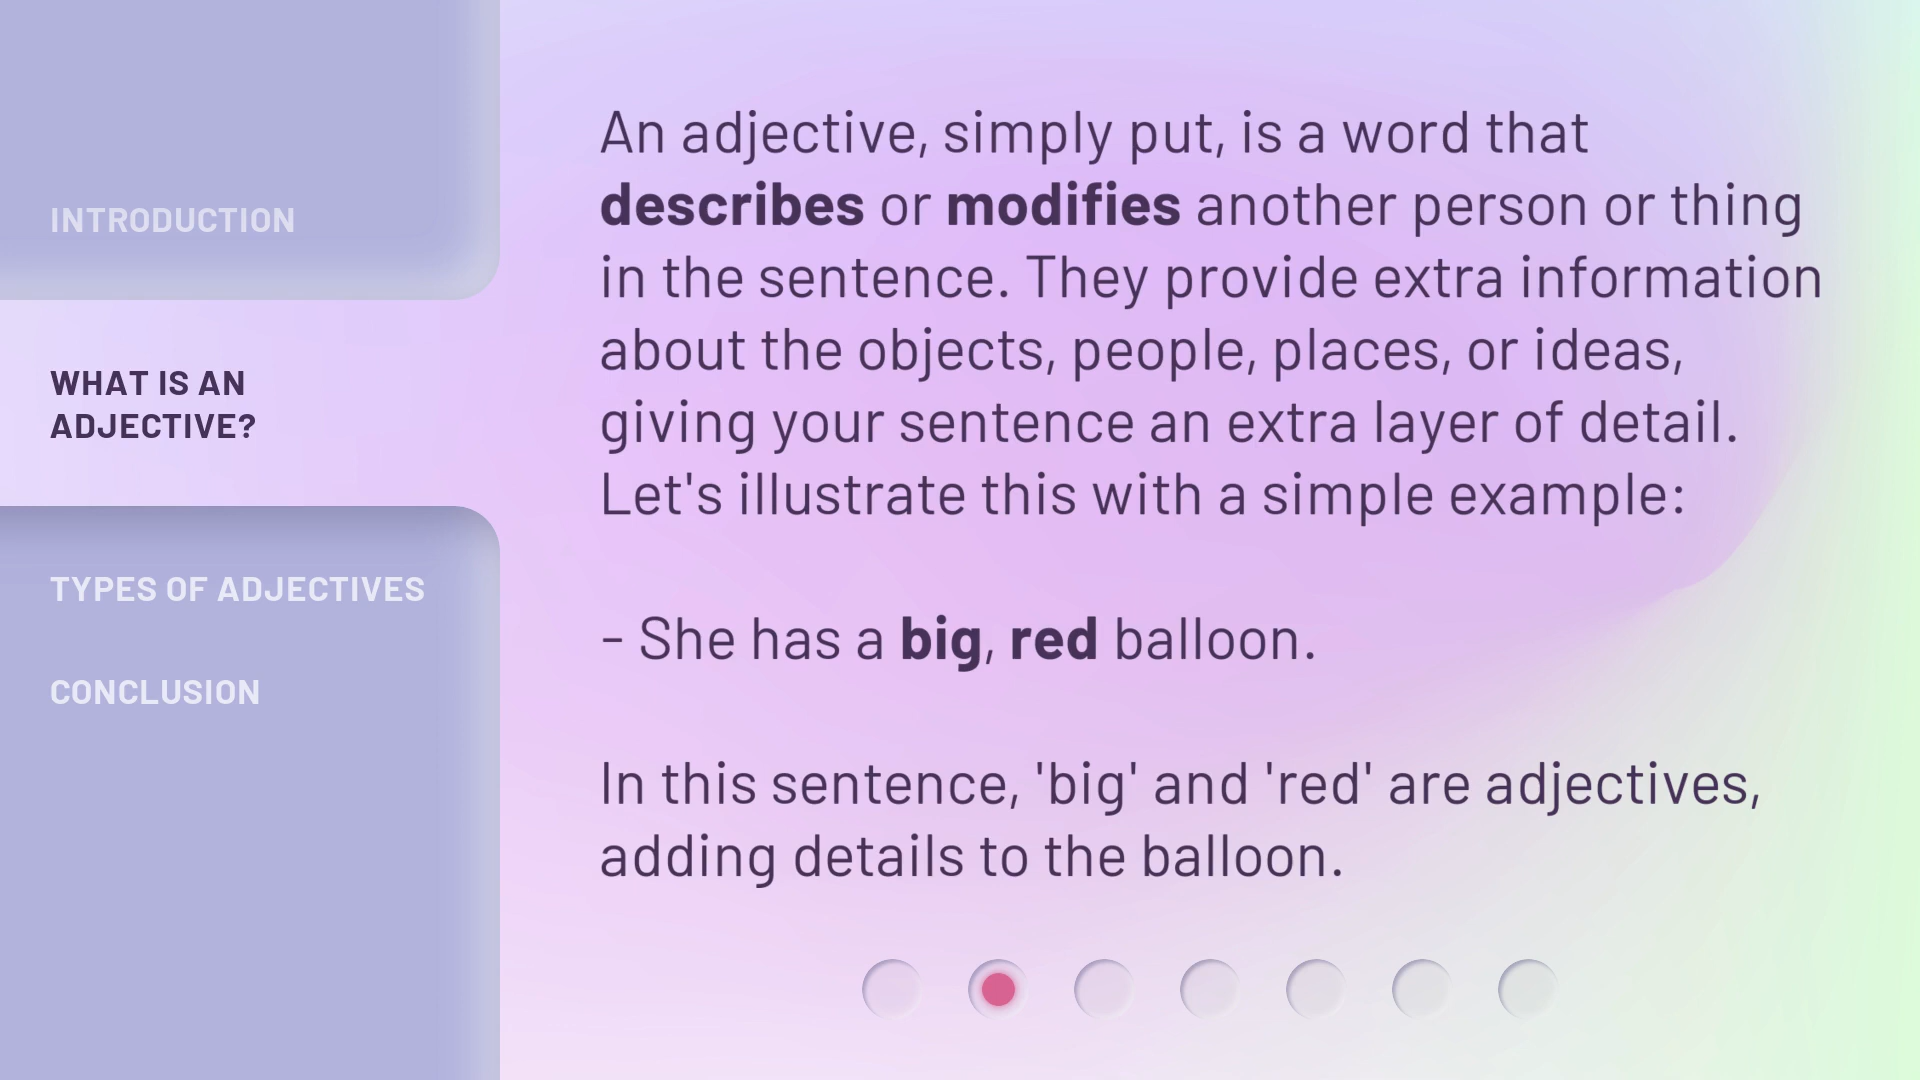 INTRODUCTION
WHAT IS AN
ADJECTIVE?
TYPES OF ADJECTIVES
CONCLUSION
An adjective, simply put, is a word that
describes or modifies another person or thing
in the sentence. They provide extra information
about the objects, people, places, or ideas,
giving your sentence an extra layer of detail.
Let's illustrate this with a simple example:
- She has a big, red balloon.
In this sentence, 'big' and 'red' are adjectives,
adding details to the balloon.